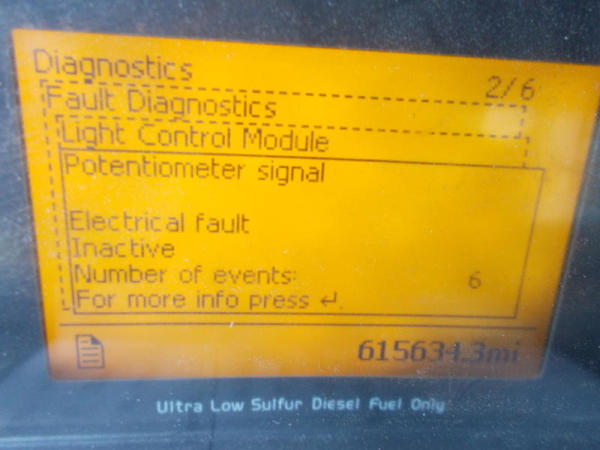 Diagnostics
2/6
Fault Diagnostics
Light Control Module
Potentiometer signal
Electrical fault
Inactive
Number of events: 6
For more info press ↵.
615634.3mi
Ultra Low Sulfur Diesel Fuel Only